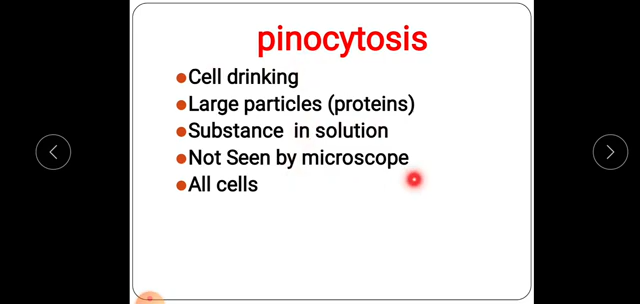 pinocytosis
Cell drinking
Large particles (proteins)
Substance in solution
Not Seen by microscope
All cells